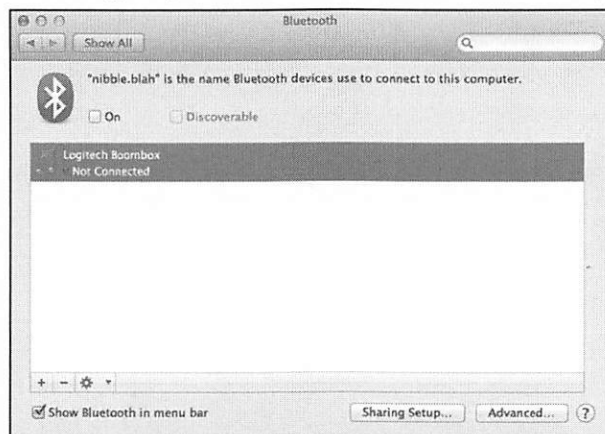 Bluetooth
Show All
"nibble.blah" is the name Bluetooth devices use to connect to this computer.
On
Discoverable
Logitech Boombox
Not Connected
+ -
Show Bluetooth in menu bar
Sharing Setup...
Advanced...
?